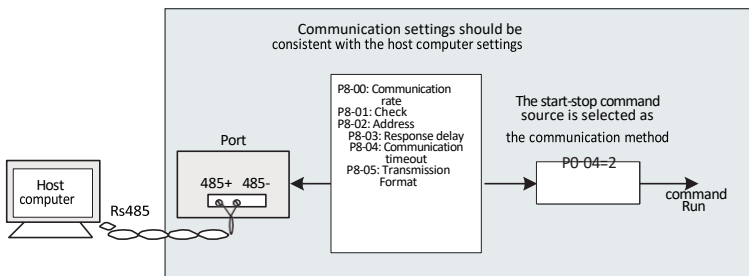 Communication settings should be
consistent with the host computer settings
P8-00: Communication
rate
P8-01: Check
P8-02: Address
P8-03: Response delay
P8-04: Communication
timeout
P8-05: Transmission
Format
The start-stop command
source is selected as
the communication method
P0-04=2
command
Run
Port
485+ 485-
Host
computer
Rs485